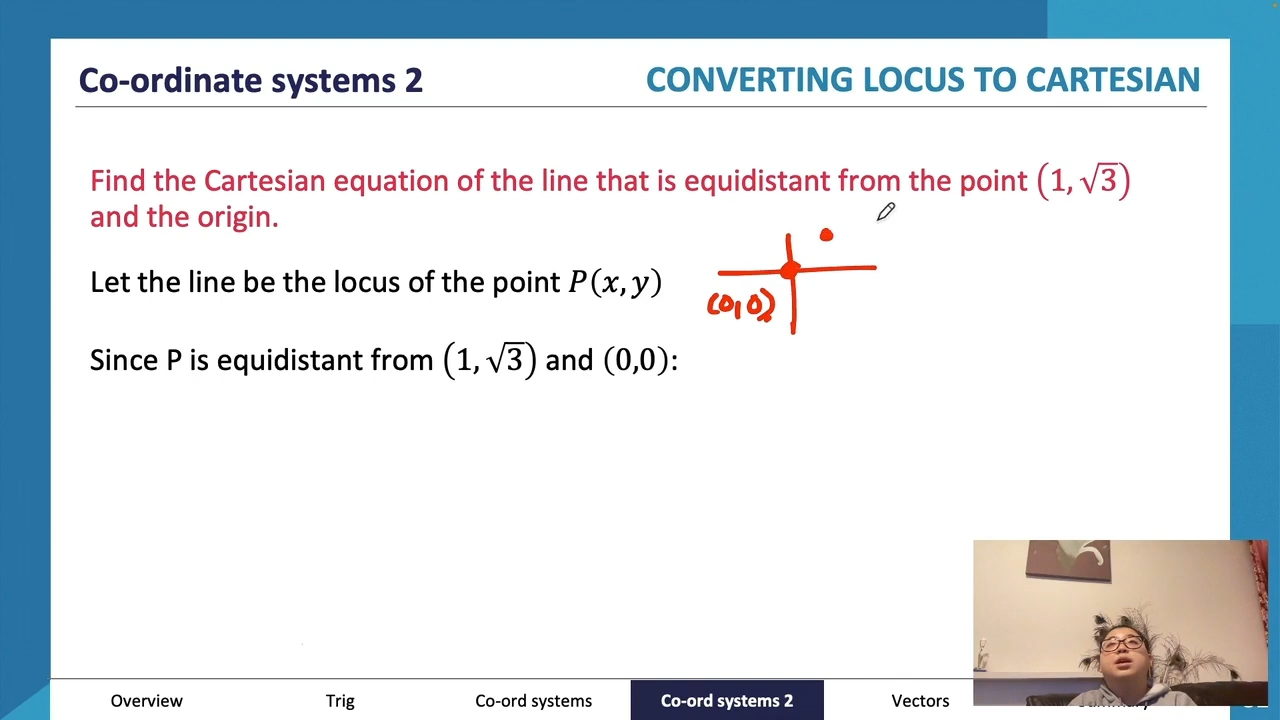 Co-ordinate systems 2
CONVERTING LOCUS TO CARTESIAN
Find the Cartesian equation of the line that is equidistant from the point (1, √3)
and the origin.
Let the line be the locus of the point P(x, y)
(0,0)
Since P is equidistant from (1, √3) and (0,0):
Overview
Trig
Co-ord systems
Co-ord systems 2
Vectors